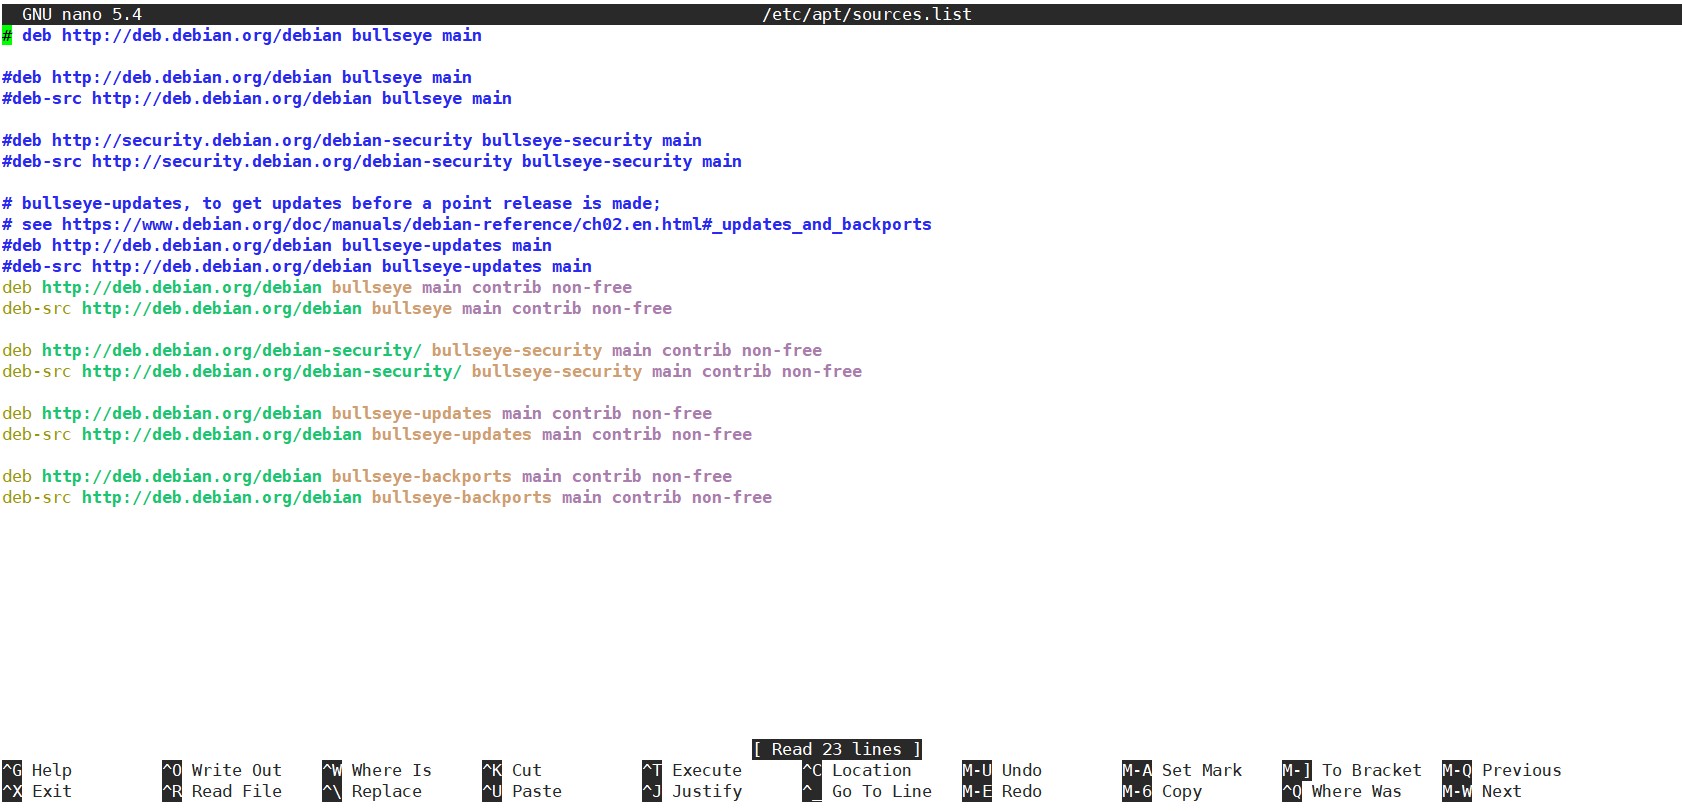 GNU nano 5.4 /etc/apt/sources.list
# deb http://deb.debian.org/debian bullseye main
#deb http://deb.debian.org/debian bullseye main
#deb-src http://deb.debian.org/debian bullseye main
#deb http://security.debian.org/debian-security bullseye-security main
#deb-src http://security.debian.org/debian-security bullseye-security main
# bullseye-updates, to get updates before a point release is made;
# see https://www.debian.org/doc/manuals/debian-reference/ch02.en.html#_updates_and_backports
#deb http://deb.debian.org/debian bullseye-updates main
#deb-src http://deb.debian.org/debian bullseye-updates main
deb http://deb.debian.org/debian bullseye main contrib non-free
deb-src http://deb.debian.org/debian bullseye main contrib non-free
deb http://deb.debian.org/debian-security/ bullseye-security main contrib non-free
deb-src http://deb.debian.org/debian-security/ bullseye-security main contrib non-free
deb http://deb.debian.org/debian bullseye-updates main contrib non-free
deb-src http://deb.debian.org/debian bullseye-updates main contrib non-free
deb http://deb.debian.org/debian bullseye-backports main contrib non-free
deb-src http://deb.debian.org/debian bullseye-backports main contrib non-free
[ Read 23 lines ]
^G Help ^O Write Out ^W Where Is ^K Cut ^T Execute ^C Location M-U Undo M-A Set Mark M-] To Bracket M-Q Previous
^X Exit ^R Read File ^\ Replace ^U Paste ^J Justify ^_ Go To Line M-E Redo M-6 Copy ^Q Where Was M-W Next